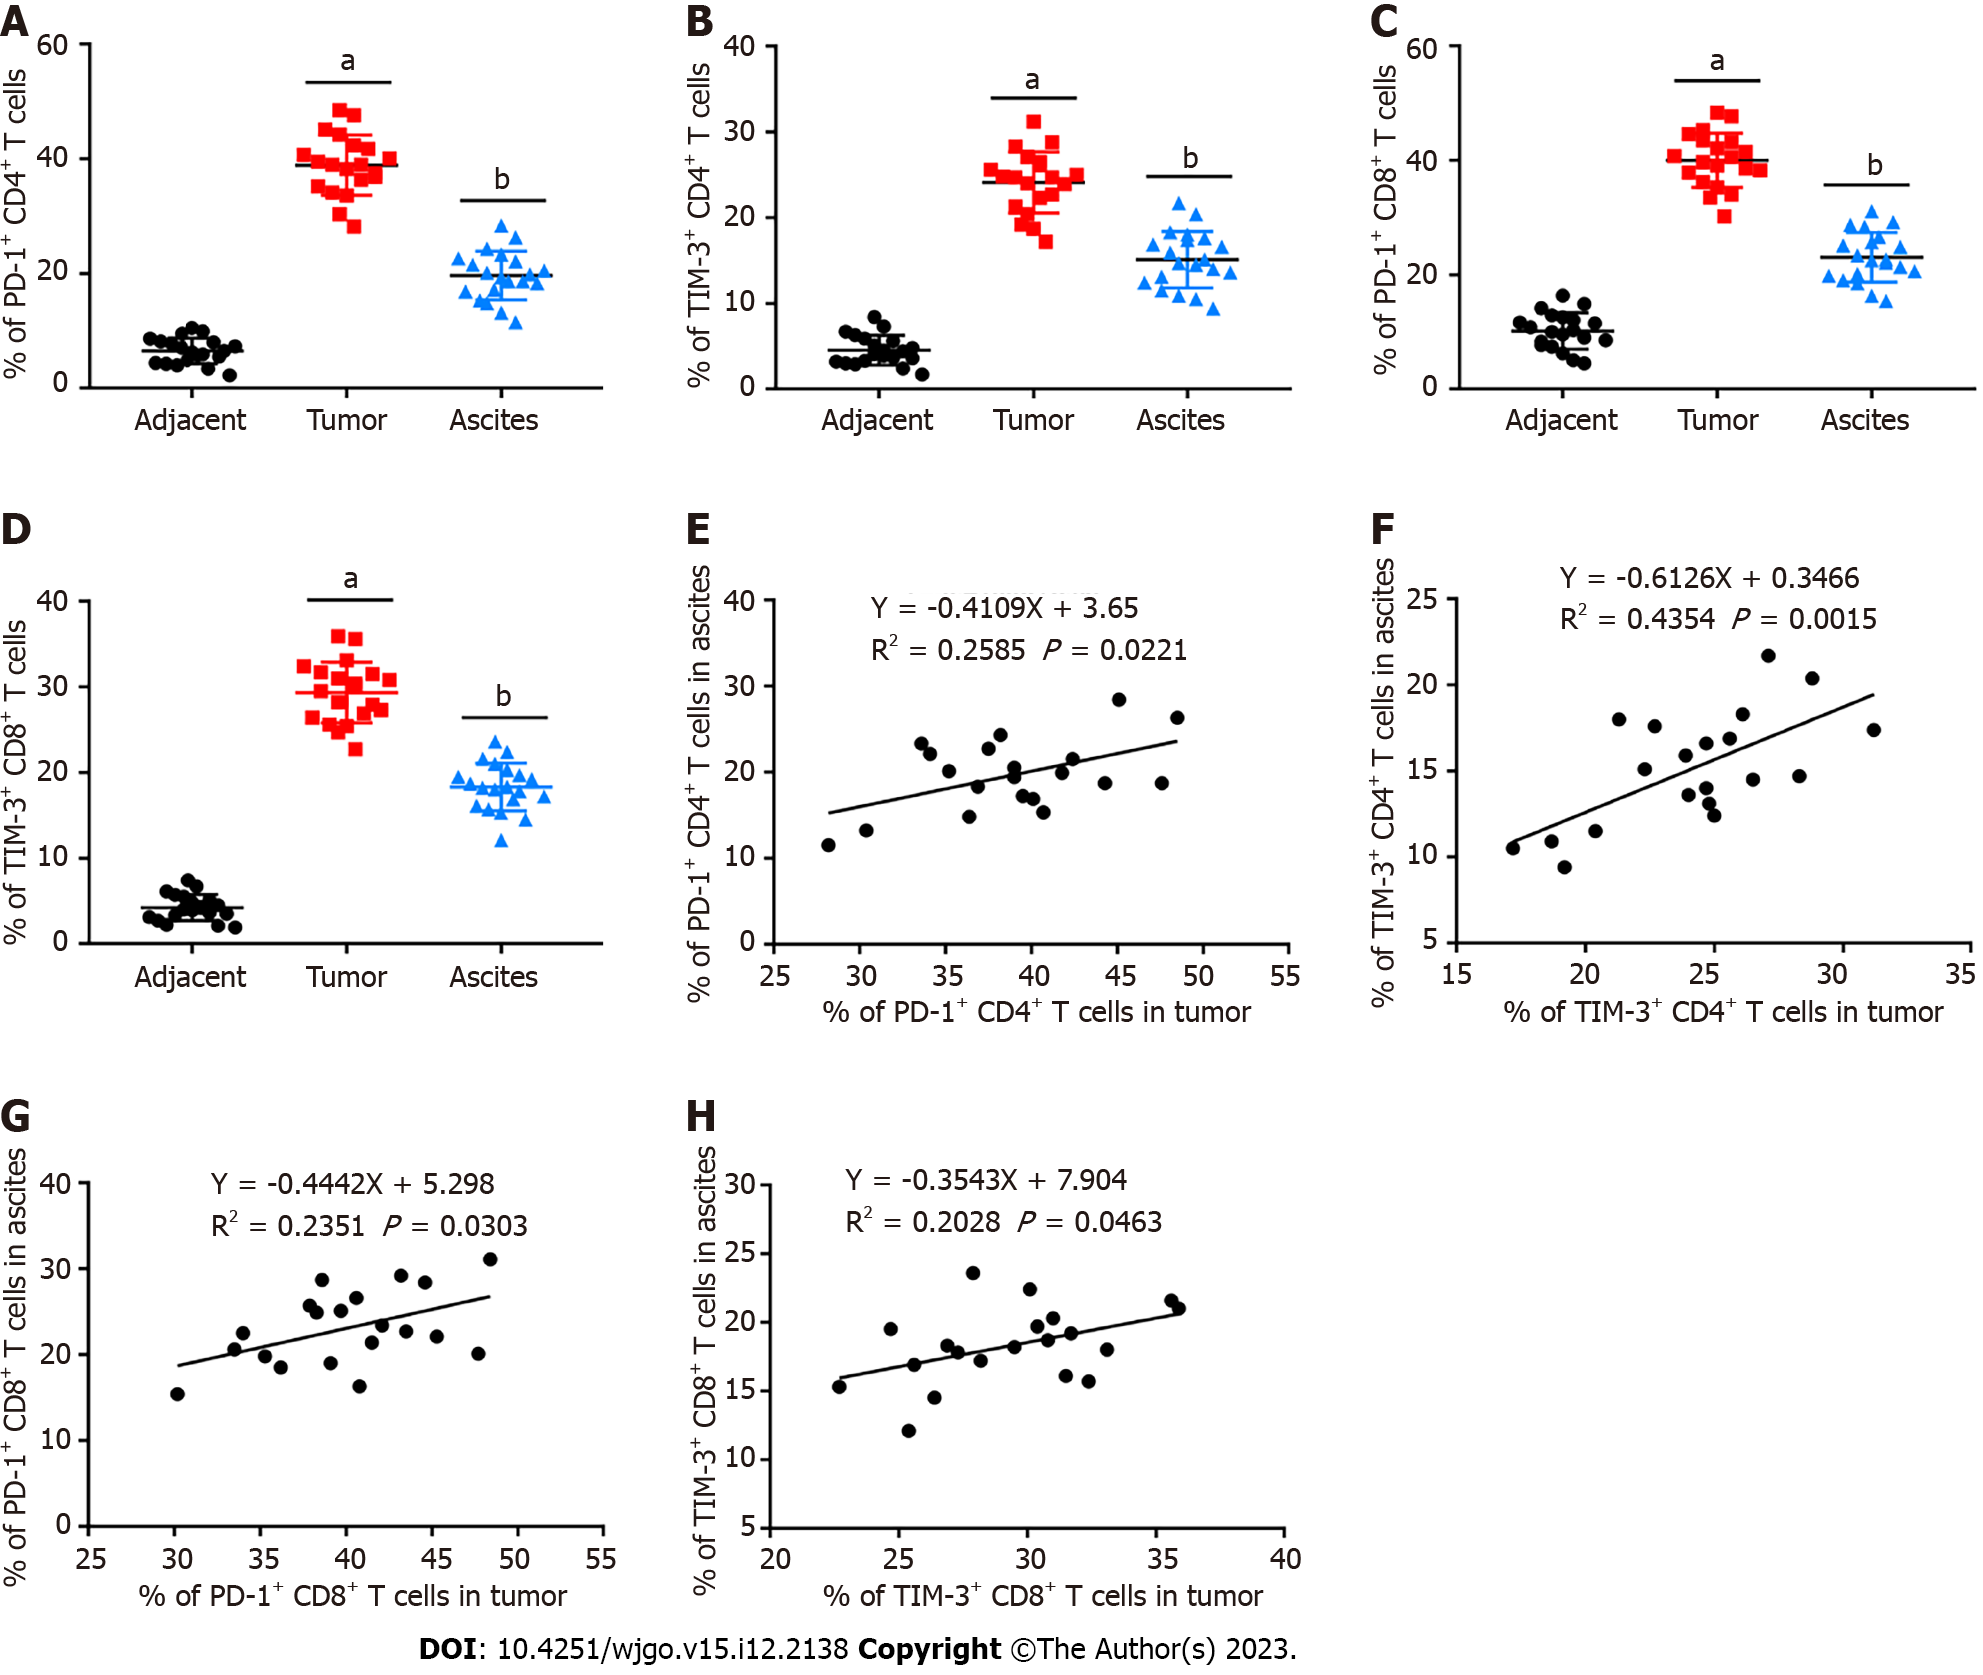 A
% of PD-1⁺ CD4⁺ T cells
60
40
20
0
a
b
Adjacent Tumor Ascites
B
% of TIM-3⁺ CD4⁺ T cells
40
30
20
10
0
a
b
Adjacent Tumor Ascites
C
% of PD-1⁺ CD8⁺ T cells
60
40
20
0
a
b
Adjacent Tumor Ascites
D
% of TIM-3⁺ CD8⁺ T cells
40
30
20
10
0
a
b
Adjacent Tumor Ascites
E
% of PD-1⁺ CD4⁺ T cells in ascites
Y = -0.4109X + 3.65
R² = 0.2585 P = 0.0221
40
30
20
10
0
25 30 35 40 45 50 55
% of PD-1⁺ CD4⁺ T cells in tumor
F
% of TIM-3⁺ CD4⁺ T cells in ascites
Y = -0.6126X + 0.3466
R² = 0.4354 P = 0.0015
25
20
15
10
5
15 20 25 30 35
% of TIM-3⁺ CD4⁺ T cells in tumor
G
% of PD-1⁺ CD8⁺ T cells in ascites
Y = -0.4442X + 5.298
R² = 0.2351 P = 0.0303
40
30
20
10
0
25 30 35 40 45 50 55
% of PD-1⁺ CD8⁺ T cells in tumor
H
% of TIM-3⁺ CD8⁺ T cells in ascites
Y = -0.3543X + 7.904
R² = 0.2028 P = 0.0463
30
25
20
15
10
5
20 25 30 35 40
% of TIM-3⁺ CD8⁺ T cells in tumor
DOI: 10.4251/wjgo.v15.i12.2138 Copyright ©The Author(s) 2023.